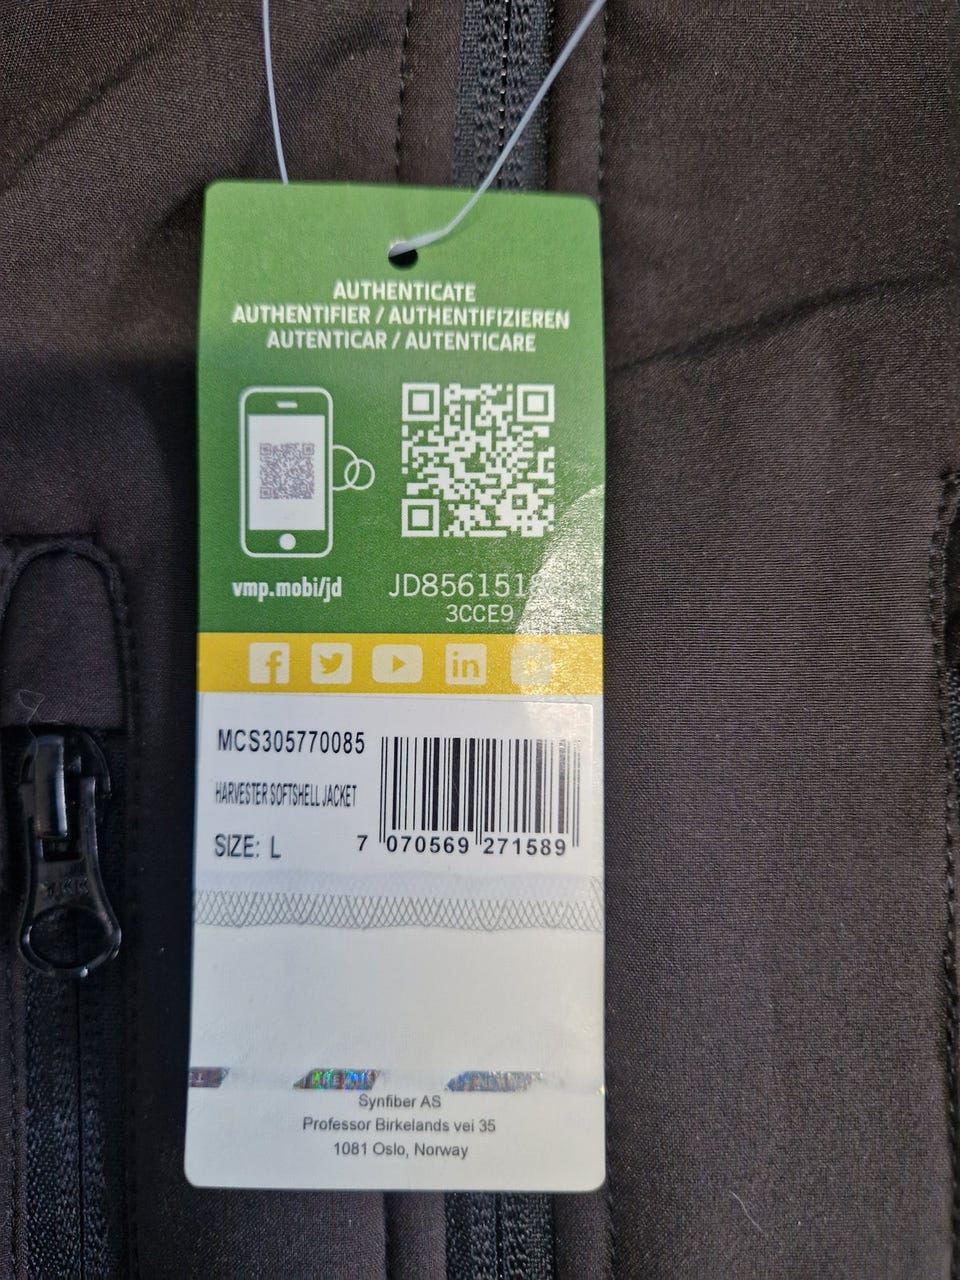 AUTHENTICATE
AUTHENTIFIER / AUTHENTIFIZIEREN
AUTENTICAR / AUTENTICARE
vmp.mobi/jd
3CCE9
MCS305770085
HARVESTER SOFTSHELL JACKET
SIZE: L
7 070569 271589
YKK
Synfiber AS
Professor Birkelands vei 35
1081 Oslo, Norway